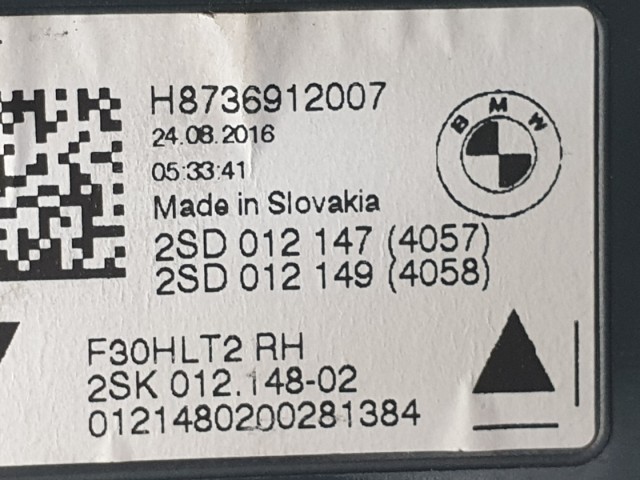 H8736912007
BMW
24.08.2016
05:33:41
Made in Slovakia
2SD 012 147 (4057)
2SD 012 149 (4058)
F30HLT2 RH
2SK 012.148-02
0121480200281384